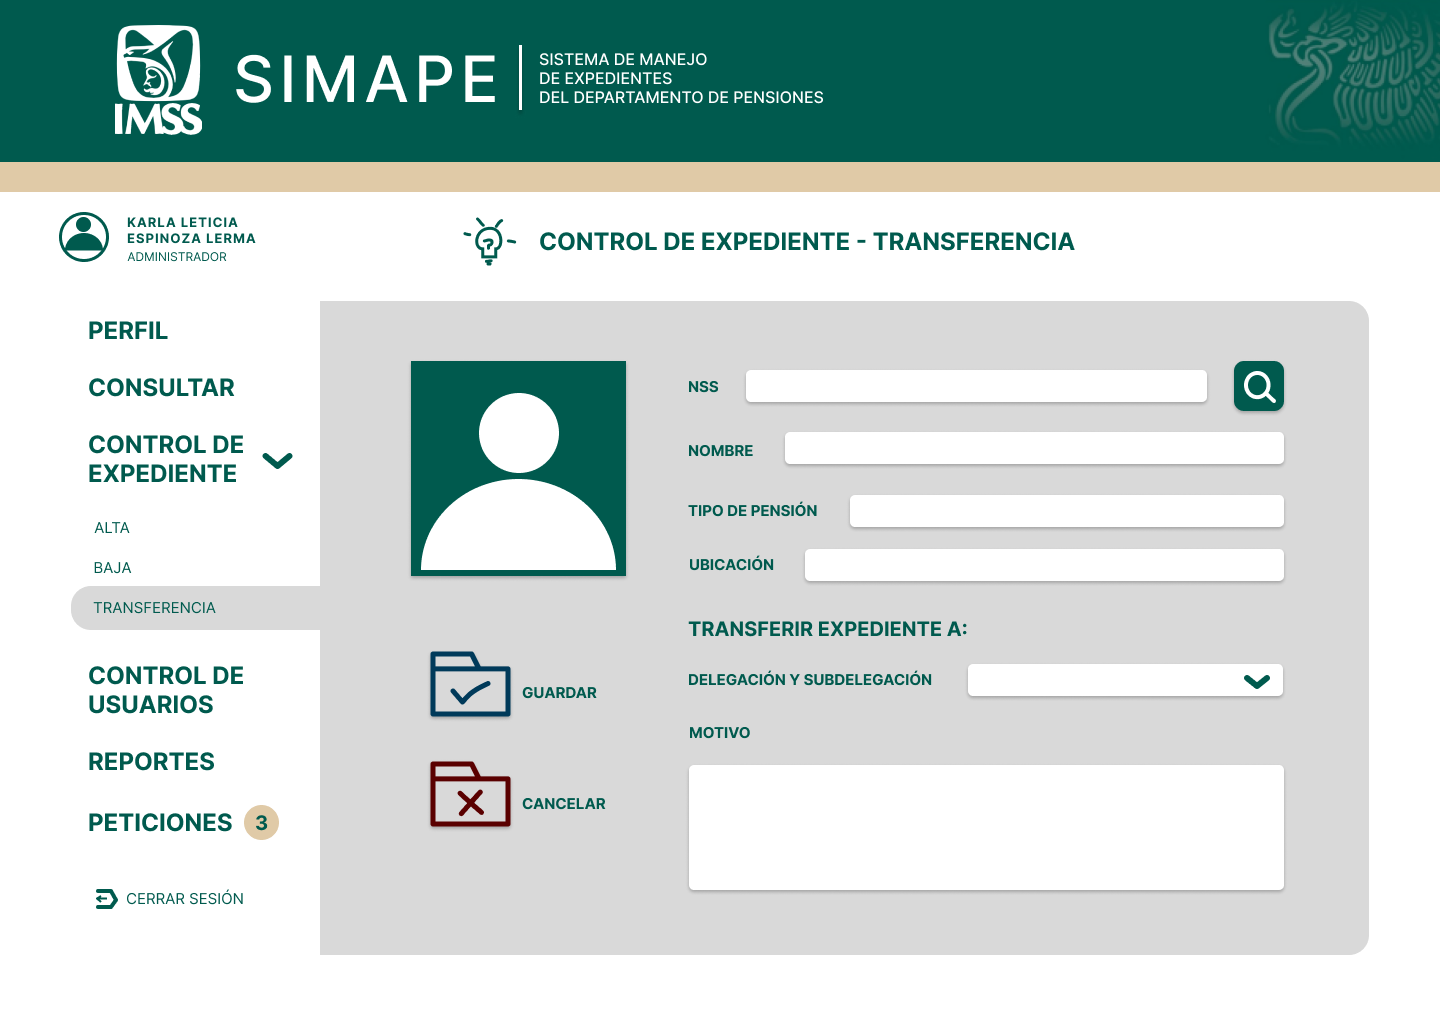 IMSS
SIMAPE
SISTEMA DE MANEJO
DE EXPEDIENTES
DEL DEPARTAMENTO DE PENSIONES
KARLA LETICIA
ESPINOZA LERMA
ADMINISTRADOR
?
CONTROL DE EXPEDIENTE - TRANSFERENCIA
PERFIL
CONSULTAR
CONTROL DE
EXPEDIENTE
ALTA
BAJA
TRANSFERENCIA
CONTROL DE
USUARIOS
REPORTES
PETICIONES 3
CERRAR SESIÓN
GUARDAR
CANCELAR
NSS
NOMBRE
TIPO DE PENSIÓN
UBICACIÓN
TRANSFERIR EXPEDIENTE A:
DELEGACIÓN Y SUBDELEGACIÓN
MOTIVO